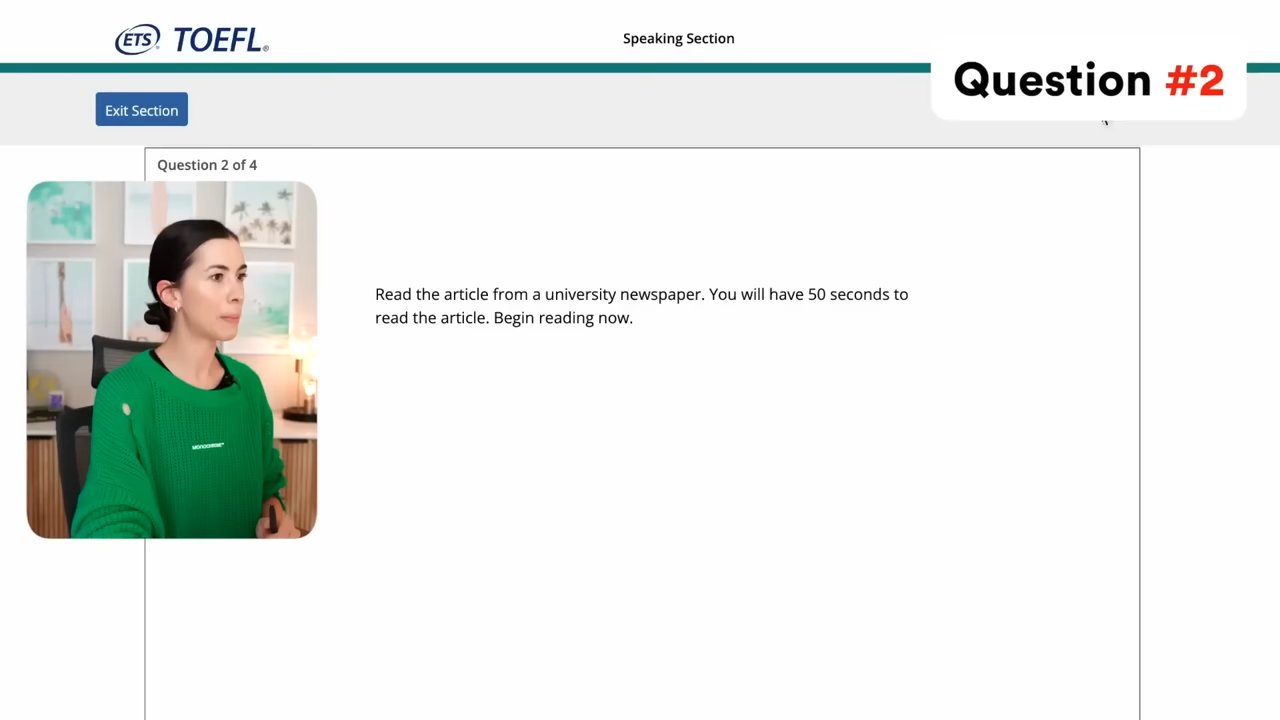 ETS TOEFL®
Speaking Section
Question #2
Exit Section
Question 2 of 4
Read the article from a university newspaper. You will have 50 seconds to
read the article. Begin reading now.
MONOCHROME™